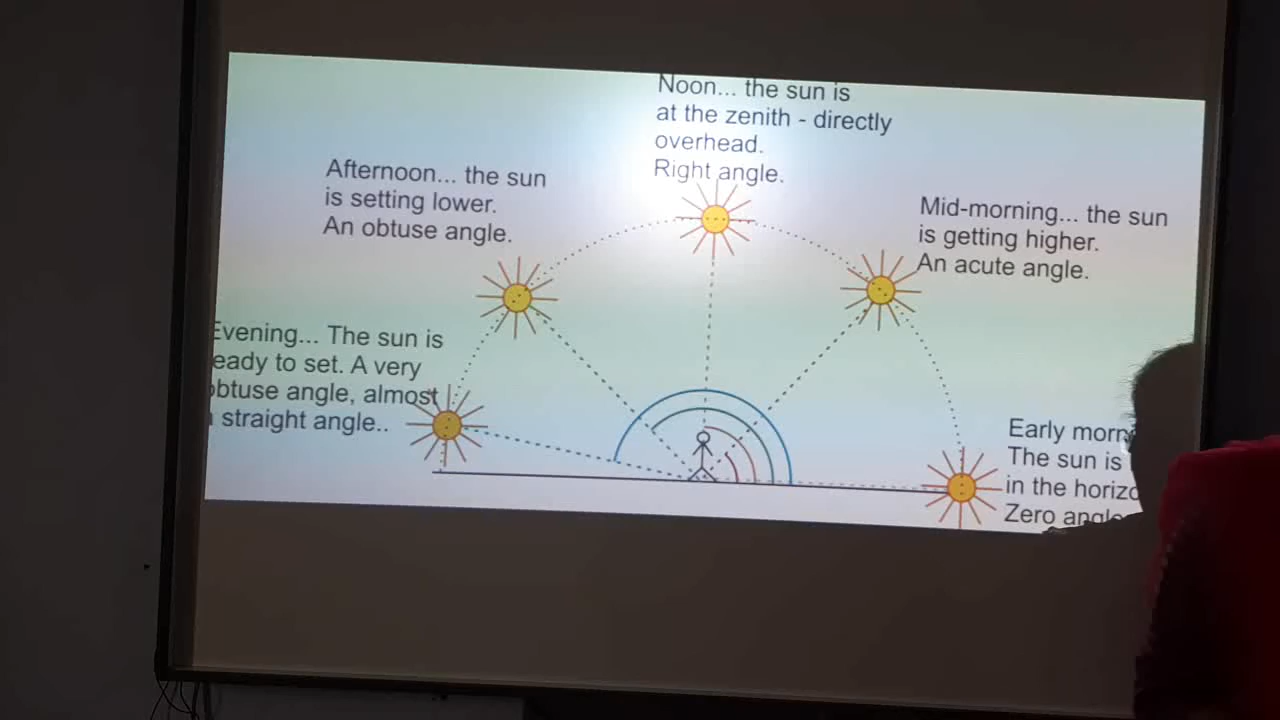 Noon... the sun is
at the zenith - directly
overhead.
Right angle.
Afternoon... the sun
is setting lower.
An obtuse angle.
Mid-morning... the sun
is getting higher.
An acute angle.
Evening... The sun is
eady to set. A very
obtuse angle, almost
straight angle..
Early morn
The sun is
in the horizo
Zero angle